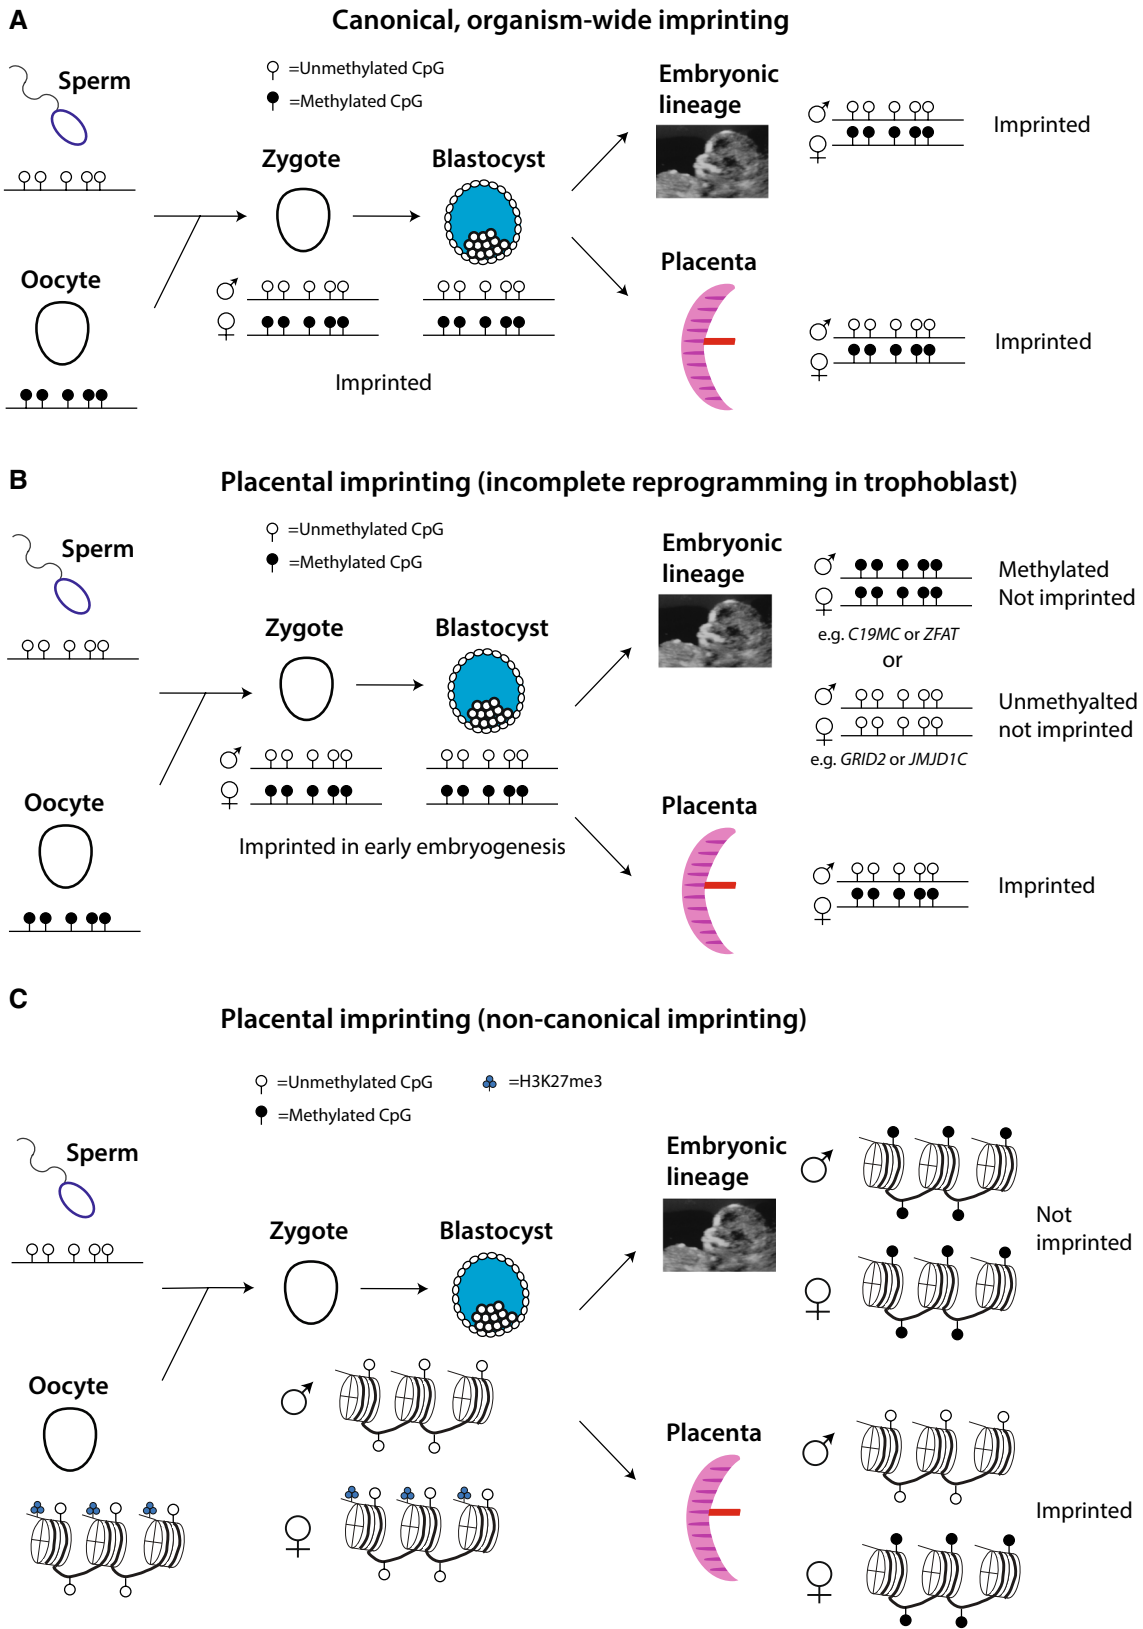 A
Canonical, organism-wide imprinting
Sperm
=Unmethylated CpG
=Methylated CpG
Zygote
Blastocyst
Embryonic
lineage
Imprinted
Oocyte
Placenta
Imprinted
Imprinted
B
Placental imprinting (incomplete reprogramming in trophoblast)
Sperm
=Unmethylated CpG
=Methylated CpG
Zygote
Blastocyst
Embryonic
lineage
Methylated
Not imprinted
e.g. C19MC or ZFAT
or
Unmethyalted
not imprinted
e.g. GRID2 or JMJD1C
Oocyte
Imprinted in early embryogenesis
Placenta
Imprinted
C
Placental imprinting (non-canonical imprinting)
=Unmethylated CpG
=H3K27me3
=Methylated CpG
Sperm
Zygote
Blastocyst
Embryonic
lineage
Not
imprinted
Oocyte
Placenta
Imprinted